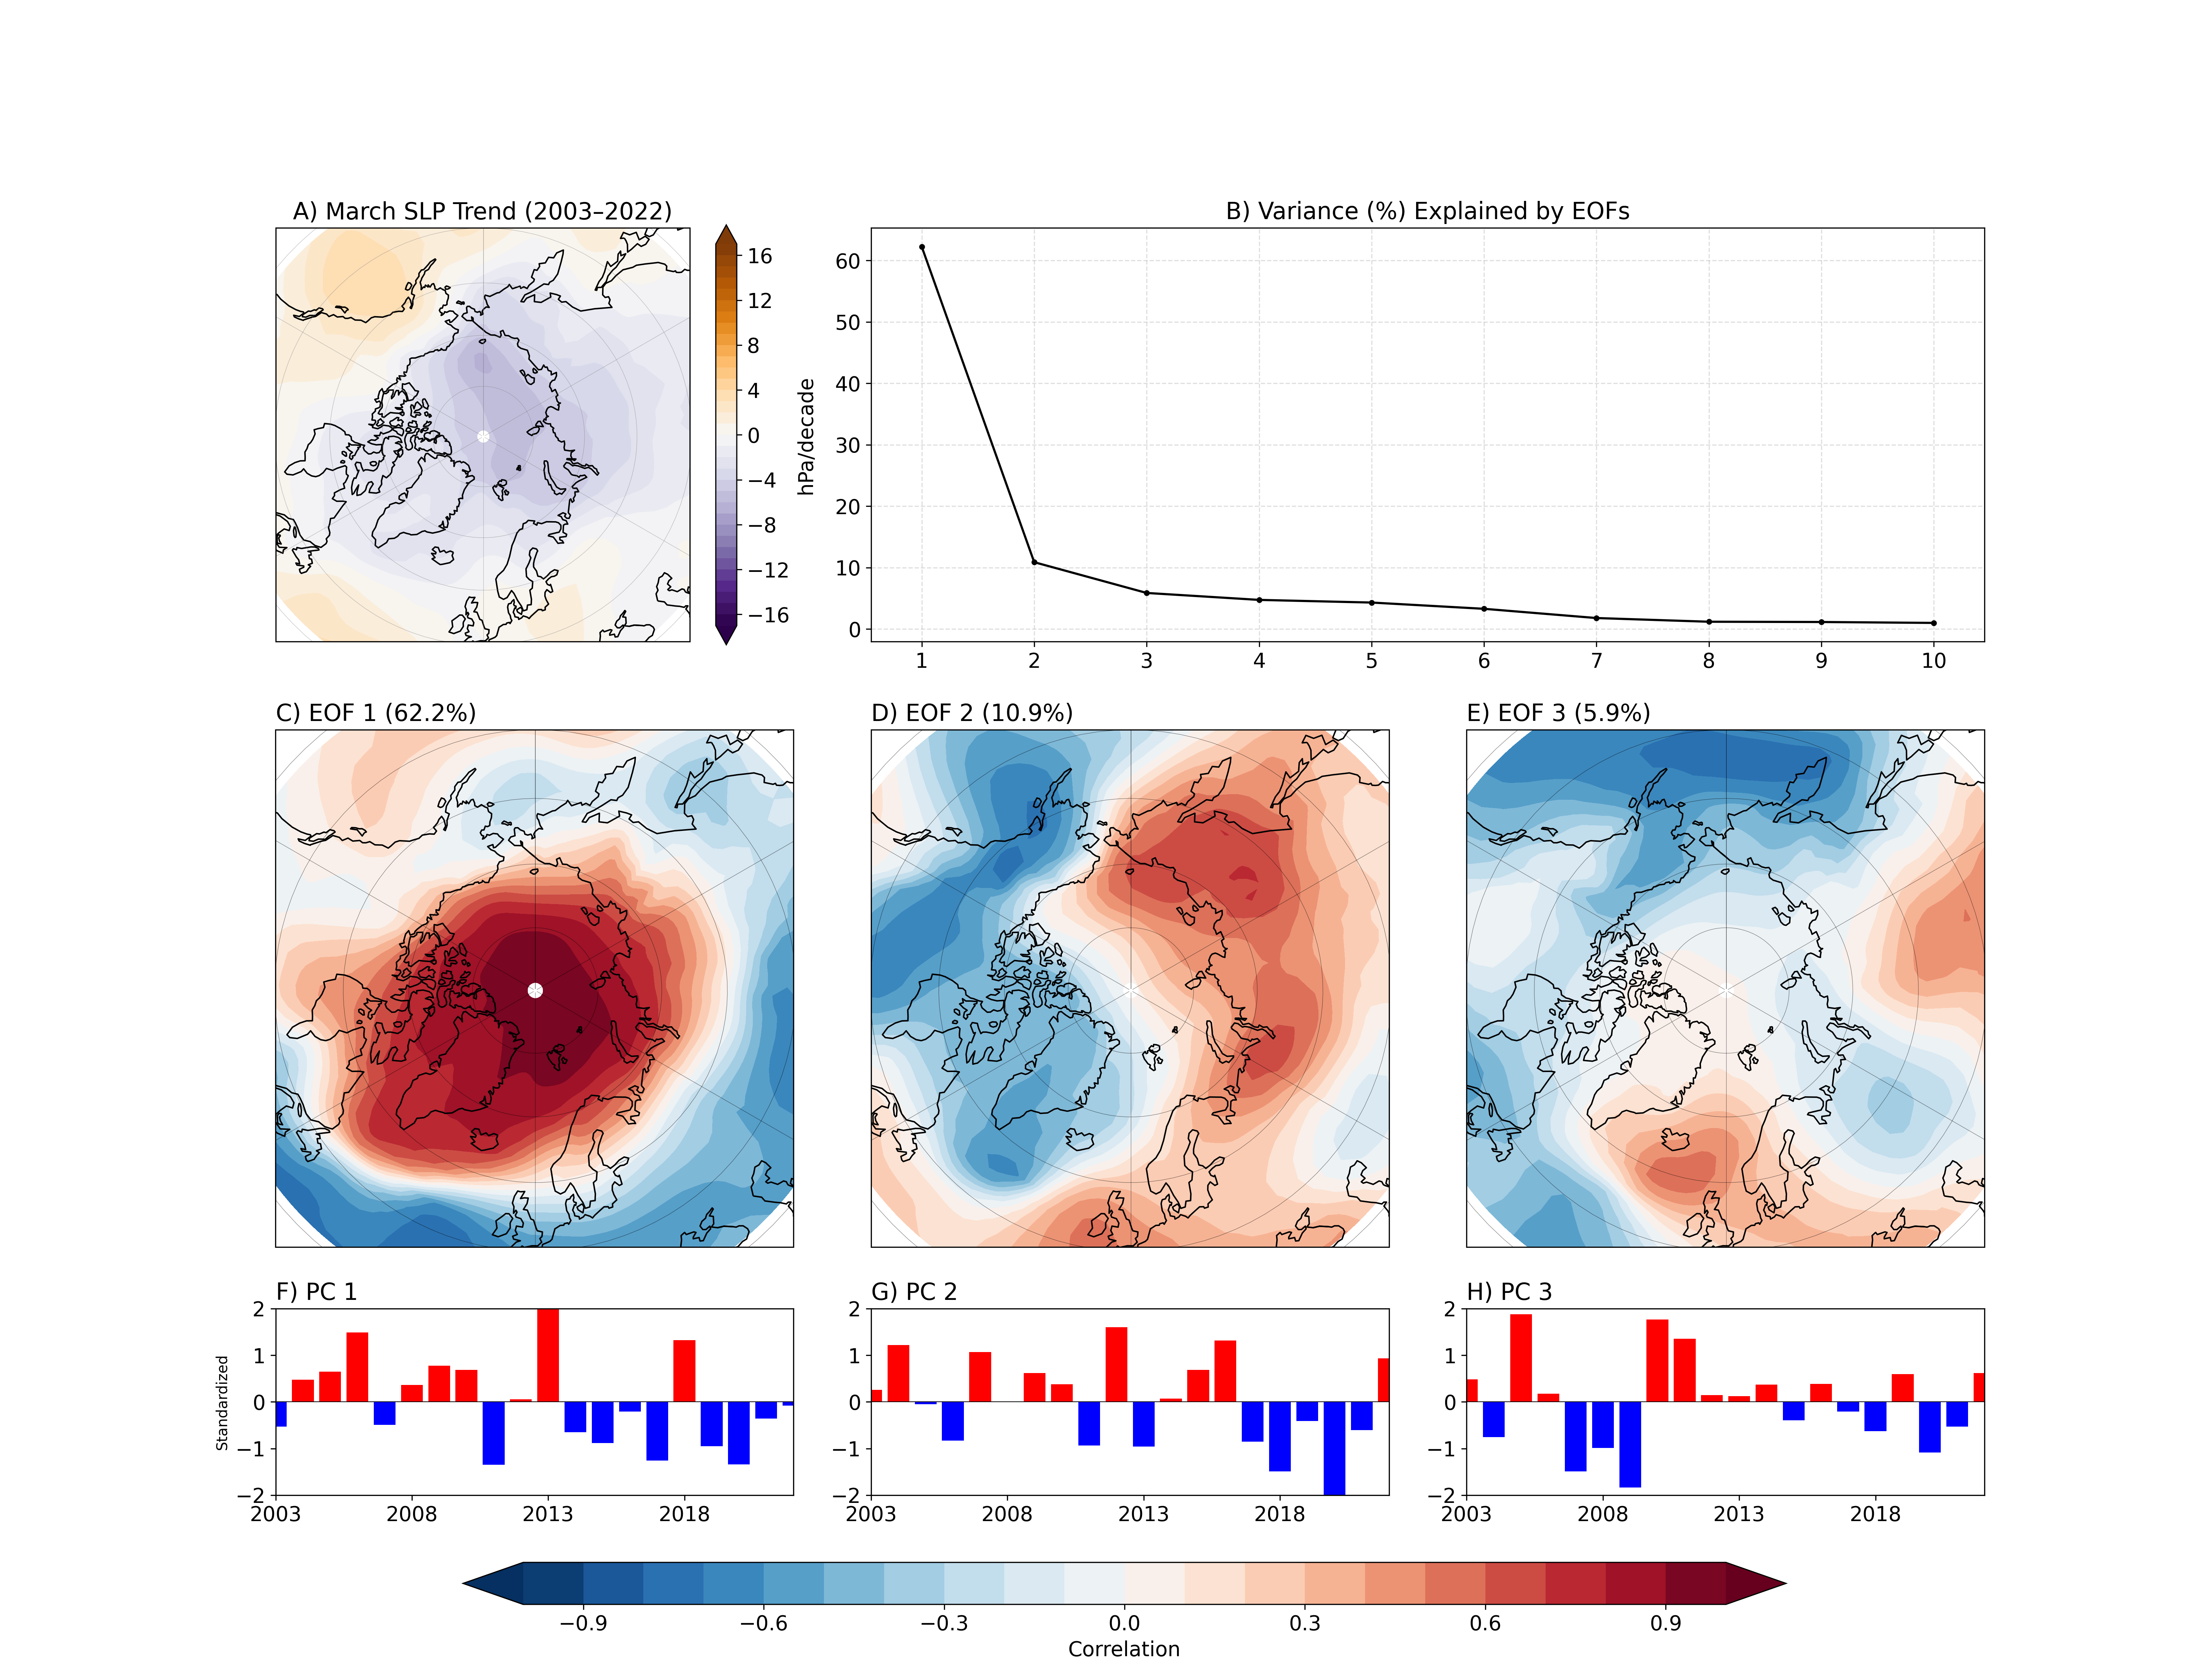 A) March SLP Trend (2003–2022)
16
12
8
4
0
−4
−8
−12
−16
hPa/decade
B) Variance (%) Explained by EOFs
60
50
40
30
20
10
0
1 2 3 4 5 6 7 8 9 10
C) EOF 1 (62.2%)
D) EOF 2 (10.9%)
E) EOF 3 (5.9%)
F) PC 1
Standardized
2
1
0
−1
−2
2003 2008 2013 2018
G) PC 2
2
1
0
−1
−2
2003 2008 2013 2018
H) PC 3
2
1
0
−1
−2
2003 2008 2013 2018
−0.9 −0.6 −0.3 0.0 0.3 0.6 0.9
Correlation